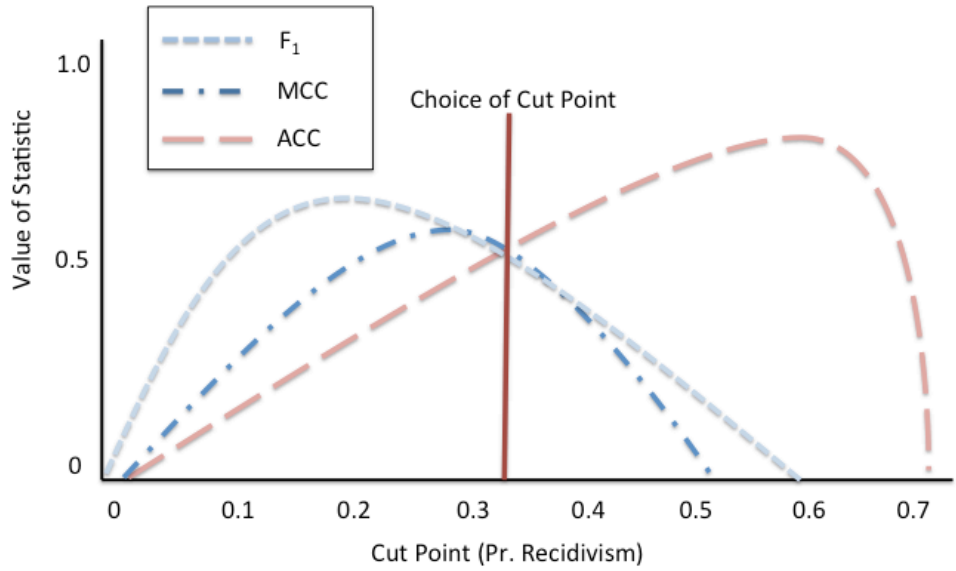 F1
MCC
ACC
Choice of Cut Point
1.0
0.5
0
Value of Statistic
0 0.1 0.2 0.3 0.4 0.5 0.6 0.7
Cut Point (Pr. Recidivism)